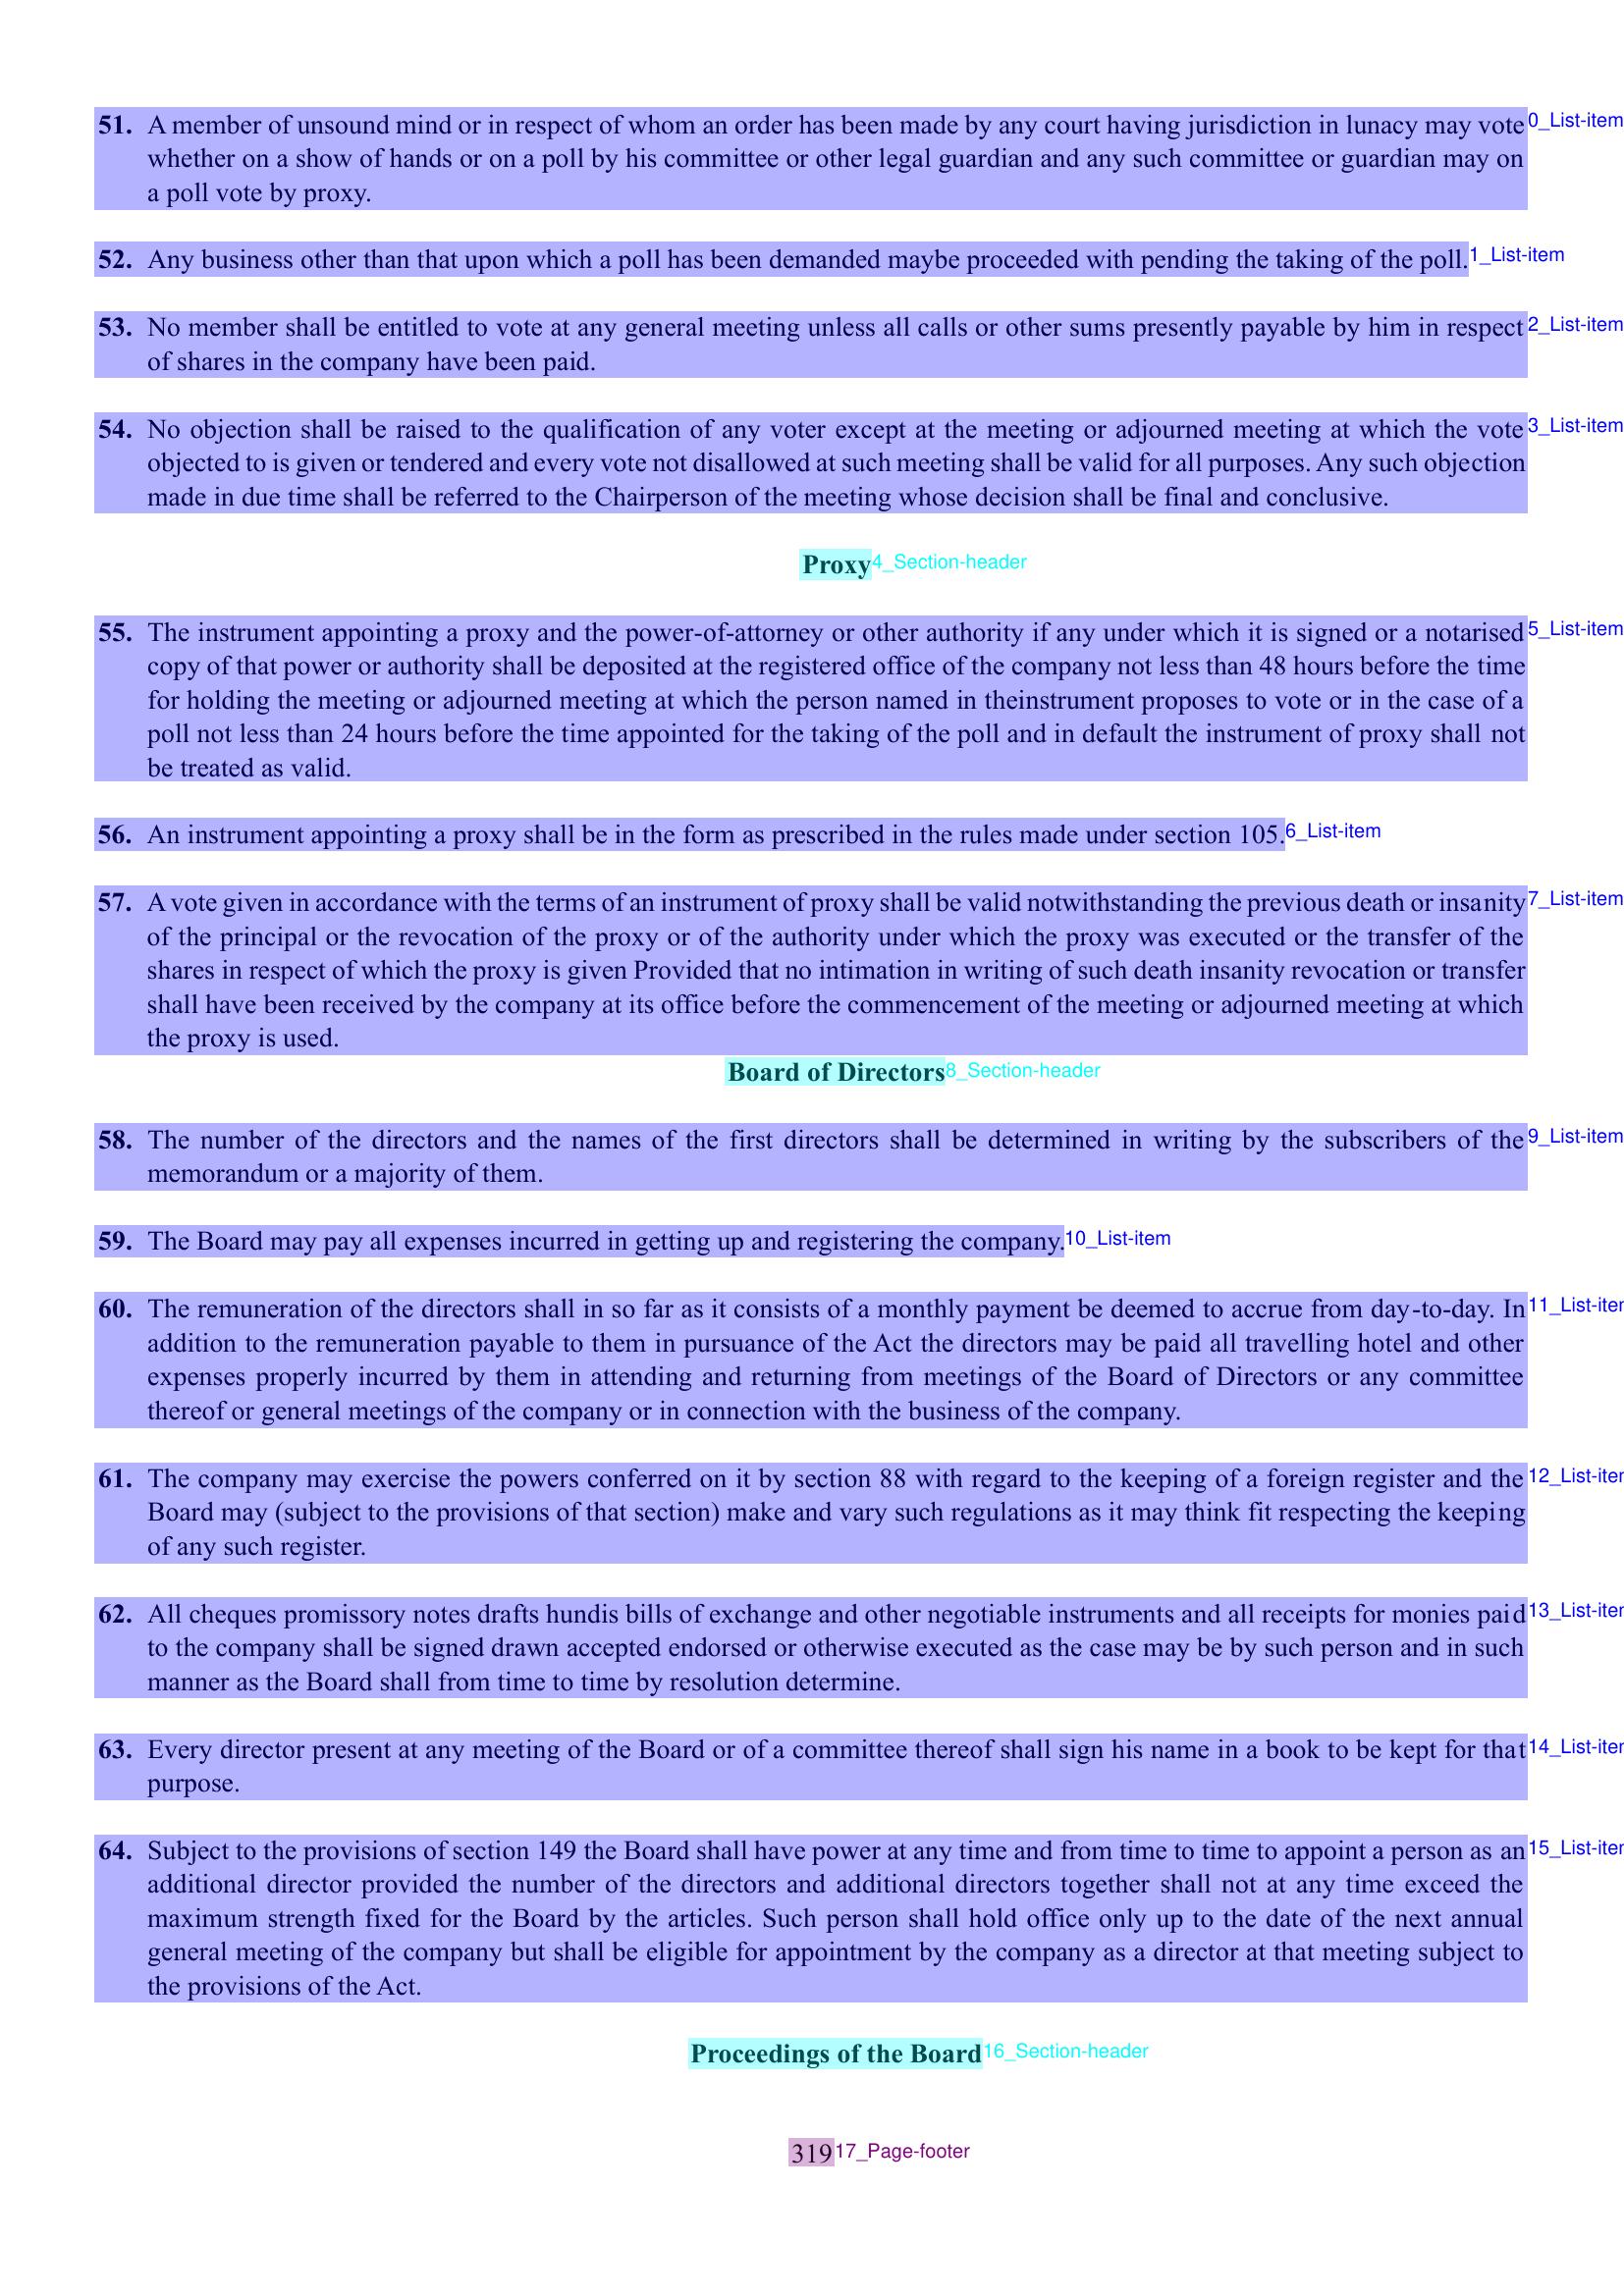 51. A member of unsound mind or in respect of whom an order has been made by any court having jurisdiction in lunacy may vote 0_List-item
whether on a show of hands or on a poll by his committee or other legal guardian and any such committee or guardian may on
a poll vote by proxy.
52. Any business other than that upon which a poll has been demanded maybe proceeded with pending the taking of the poll. 1_List-item
53. No member shall be entitled to vote at any general meeting unless all calls or other sums presently payable by him in respect 2_List-item
of shares in the company have been paid.
54. No objection shall be raised to the qualification of any voter except at the meeting or adjourned meeting at which the vote 3_List-item
objected to is given or tendered and every vote not disallowed at such meeting shall be valid for all purposes. Any such objection
made in due time shall be referred to the Chairperson of the meeting whose decision shall be final and conclusive.
Proxy 4_Section-header
55. The instrument appointing a proxy and the power-of-attorney or other authority if any under which it is signed or a notarised 5_List-item
copy of that power or authority shall be deposited at the registered office of the company not less than 48 hours before the time
for holding the meeting or adjourned meeting at which the person named in theinstrument proposes to vote or in the case of a
poll not less than 24 hours before the time appointed for the taking of the poll and in default the instrument of proxy shall not
be treated as valid.
56. An instrument appointing a proxy shall be in the form as prescribed in the rules made under section 105. 6_List-item
57. A vote given in accordance with the terms of an instrument of proxy shall be valid notwithstanding the previous death or insanity 7_List-item
of the principal or the revocation of the proxy or of the authority under which the proxy was executed or the transfer of the
shares in respect of which the proxy is given Provided that no intimation in writing of such death insanity revocation or transfer
shall have been received by the company at its office before the commencement of the meeting or adjourned meeting at which
the proxy is used.
Board of Directors 8_Section-header
58. The number of the directors and the names of the first directors shall be determined in writing by the subscribers of the 9_List-item
memorandum or a majority of them.
59. The Board may pay all expenses incurred in getting up and registering the company. 10_List-item
60. The remuneration of the directors shall in so far as it consists of a monthly payment be deemed to accrue from day-to-day. In 11_List-iter
addition to the remuneration payable to them in pursuance of the Act the directors may be paid all travelling hotel and other
expenses properly incurred by them in attending and returning from meetings of the Board of Directors or any committee
thereof or general meetings of the company or in connection with the business of the company.
61. The company may exercise the powers conferred on it by section 88 with regard to the keeping of a foreign register and the 12_List-iter
Board may (subject to the provisions of that section) make and vary such regulations as it may think fit respecting the keeping
of any such register.
62. All cheques promissory notes drafts hundis bills of exchange and other negotiable instruments and all receipts for monies paid 13_List-iter
to the company shall be signed drawn accepted endorsed or otherwise executed as the case may be by such person and in such
manner as the Board shall from time to time by resolution determine.
63. Every director present at any meeting of the Board or of a committee thereof shall sign his name in a book to be kept for that 14_List-iter
purpose.
64. Subject to the provisions of section 149 the Board shall have power at any time and from time to time to appoint a person as an 15_List-iter
additional director provided the number of the directors and additional directors together shall not at any time exceed the
maximum strength fixed for the Board by the articles. Such person shall hold office only up to the date of the next annual
general meeting of the company but shall be eligible for appointment by the company as a director at that meeting subject to
the provisions of the Act.
Proceedings of the Board 16_Section-header
319 17_Page-footer